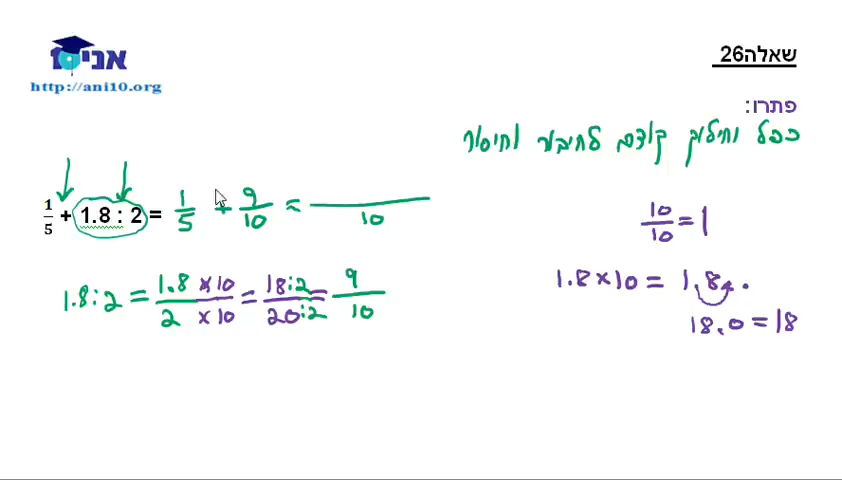 שאלה26
אני10
http://ani10.org
פתרו:
כפל וחילוק קודם לחיבור וחיסור
1/5 + 1.8 : 2 = 1/5 + 9/10 = /10
10/10 = 1
1.8:2 = 1.8×10/2×10 = 18:2/20:2 = 9/10
1.8×10 = 1.8.
18.0 = 18